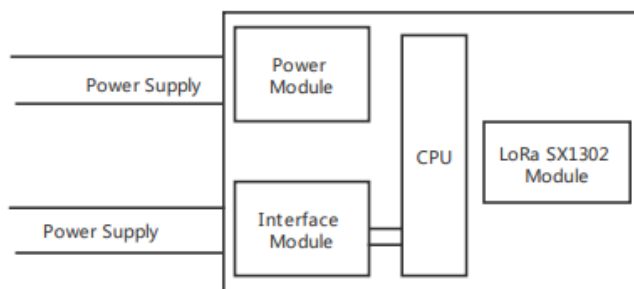 Power
Module
Power Supply
CPU
LoRa SX1302
Module
Interface
Module
Power Supply